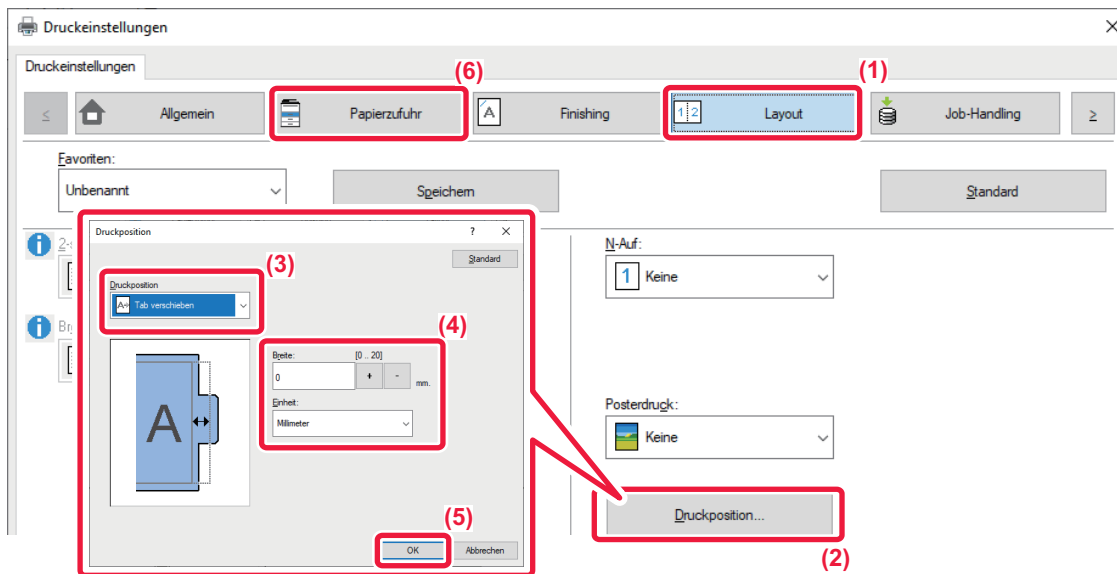 Druckeinstellungen
Druckeinstellungen
(6)
(1)
≤
Allgemein
Papierzufuhr
A
Finishing
1 2
Layout
Job-Handling
≥
Favoriten:
Unbenannt
Speichern
Standard
2-s
Druckposition
?
Standard
(3)
Druckposition
A
Tab verschieben
(4)
Breite:
[0 .. 20]
0
+
-
mm.
Einheit:
Millimeter
A
(5)
OK
Abbrechen
N-Auf:
1
Keine
Posterdruck:
Keine
Druckposition...
(2)